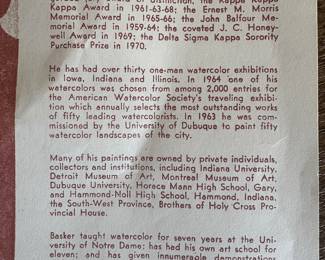 Kappa Award in 1961-63-68; the Ernest M. Morris
Memorial Award in 1965-66; the John Balfour Me-
morial Award in 1959-64; the coveted J. C. Honey-
well Award in 1969; the Delta Sigma Kappa Sorority
Purchase Prize in 1970.
He has had over thirty one-man watercolor exhibitions
in Iowa, Indiana and Illinois. In 1964 one of his
watercolors was chosen from among 2,000 entries for
the American Watercolor Society's traveling exhibi-
tion which annually selects the most outstanding works
of fifty leading watercolorists. In 1963 he was com-
missioned by the University of Dubuque to paint fifty
watercolor landscapes of the city.
Many of his paintings are owned by private individuals,
collectors and institutions, including Indiana University,
Detroit Museum of Art, Montreal Museum of Art,
Dubuque University, Horace Mann High School, Gary,
and Hammond-Noll High School, Hammond, Indiana,
the South-West Province, Brothers of Holy Cross Pro-
vincial House.
Basker taught watercolor for seven years at the Uni-
versity of Notre Dame; has had his own art school for
eleven; and has given innumerable demonstrations